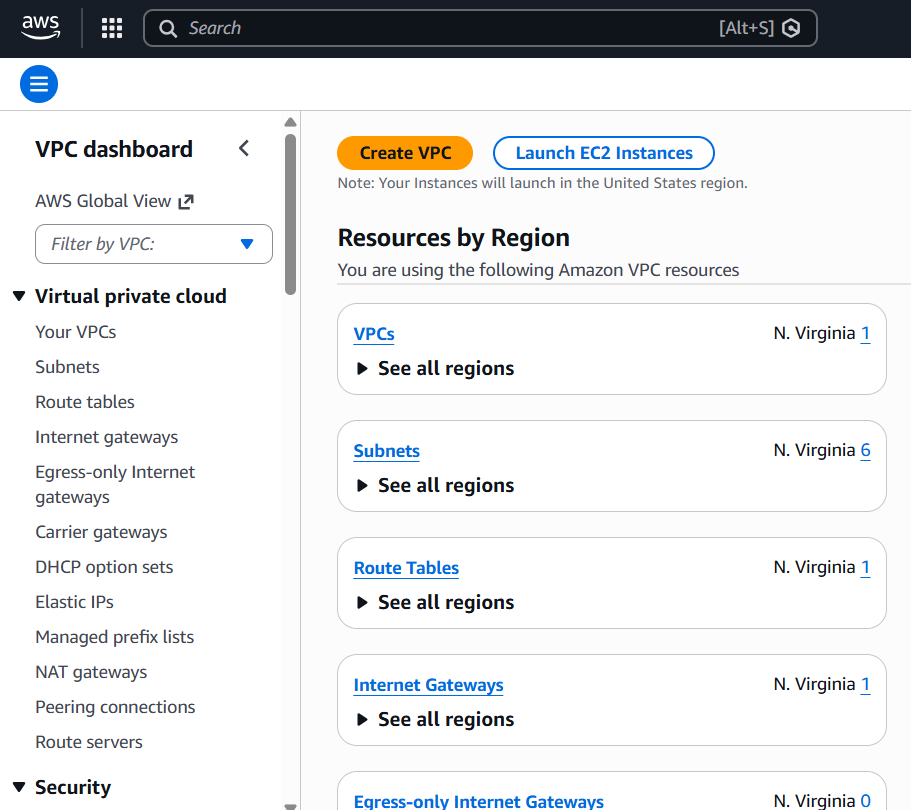 aws
Search [Alt+S]
VPC dashboard
AWS Global View
Filter by VPC:
Virtual private cloud
Your VPCs
Subnets
Route tables
Internet gateways
Egress-only Internet
gateways
Carrier gateways
DHCP option sets
Elastic IPs
Managed prefix lists
NAT gateways
Peering connections
Route servers
Security
Create VPC
Launch EC2 Instances
Note: Your Instances will launch in the United States region.
Resources by Region
You are using the following Amazon VPC resources
VPCs N. Virginia 1
See all regions
Subnets N. Virginia 6
See all regions
Route Tables N. Virginia 1
See all regions
Internet Gateways N. Virginia 1
See all regions
Egress-only Internet Gateways N. Virginia 0